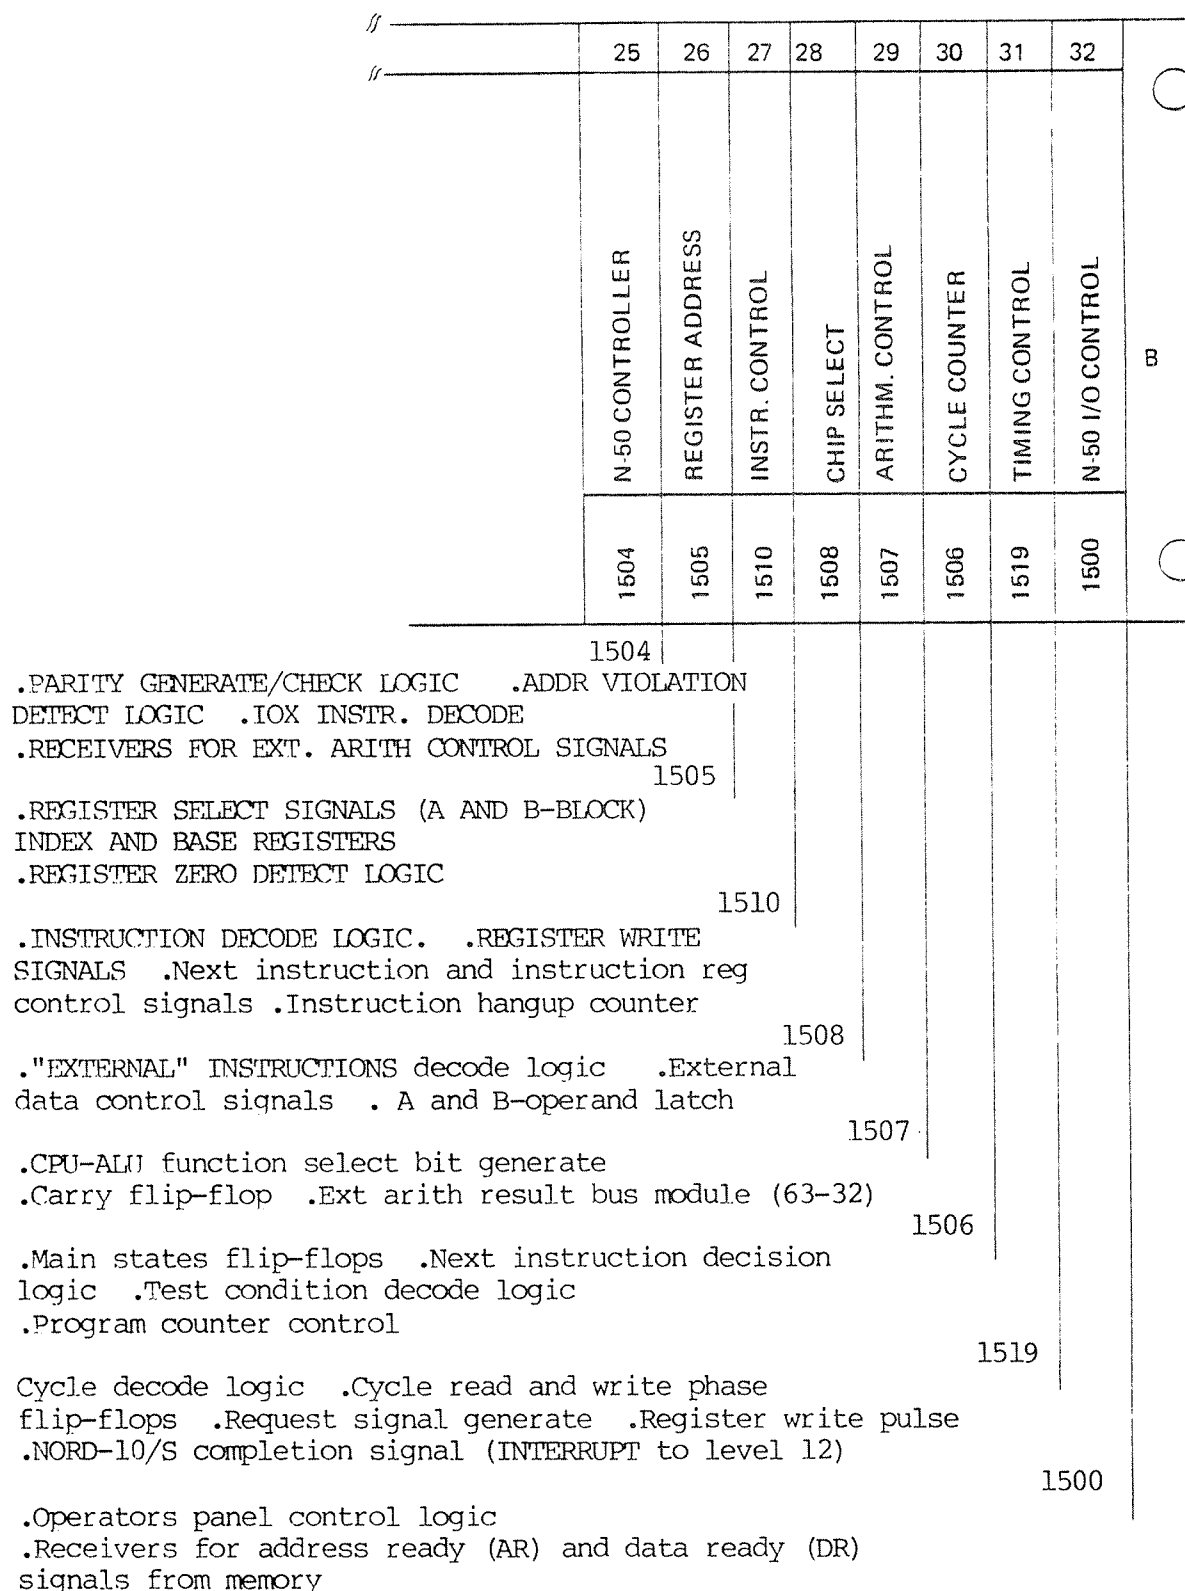 25 26 27 28 29 30 31 32
N-50 CONTROLLER
REGISTER ADDRESS
INSTR. CONTROL
CHIP SELECT
ARITHM. CONTROL
CYCLE COUNTER
TIMING CONTROL
N-50 I/O CONTROL
B
1504 1505 1510 1508 1507 1506 1519 1500
1504
.PARITY GENERATE/CHECK LOGIC .ADDR VIOLATION
DETECT LOGIC .IOX INSTR. DECODE
.RECEIVERS FOR EXT. ARITH CONTROL SIGNALS
1505
.REGISTER SELECT SIGNALS (A AND B-BLOCK)
INDEX AND BASE REGISTERS
.REGISTER ZERO DETECT LOGIC
1510
.INSTRUCTION DECODE LOGIC. .REGISTER WRITE
SIGNALS .Next instruction and instruction reg
control signals .Instruction hangup counter
1508
."EXTERNAL" INSTRUCTIONS decode logic .External
data control signals . A and B-operand latch
1507
.CPU-ALU function select bit generate
.Carry flip-flop .Ext arith result bus module (63-32)
1506
.Main states flip-flops .Next instruction decision
logic .Test condition decode logic
.Program counter control
1519
Cycle decode logic .Cycle read and write phase
flip-flops .Request signal generate .Register write pulse
.NORD-10/S completion signal (INTERRUPT to level 12)
1500
.Operators panel control logic
.Receivers for address ready (AR) and data ready (DR)
signals from memory